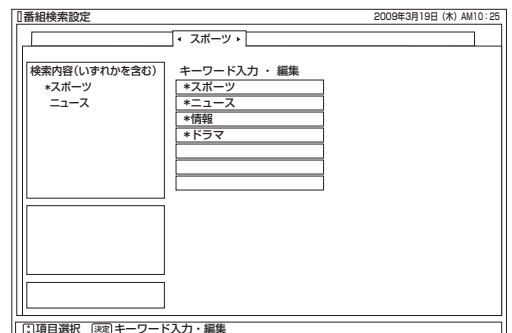 番組検索設定 2009年3月19日(木) AM10:25
スポーツ
検索内容(いずれかを含む)
*スポーツ
ニュース
キーワード入力 ・ 編集
*スポーツ
*ニュース
*情報
*ドラマ
項目選択 決定 キーワード入力・編集